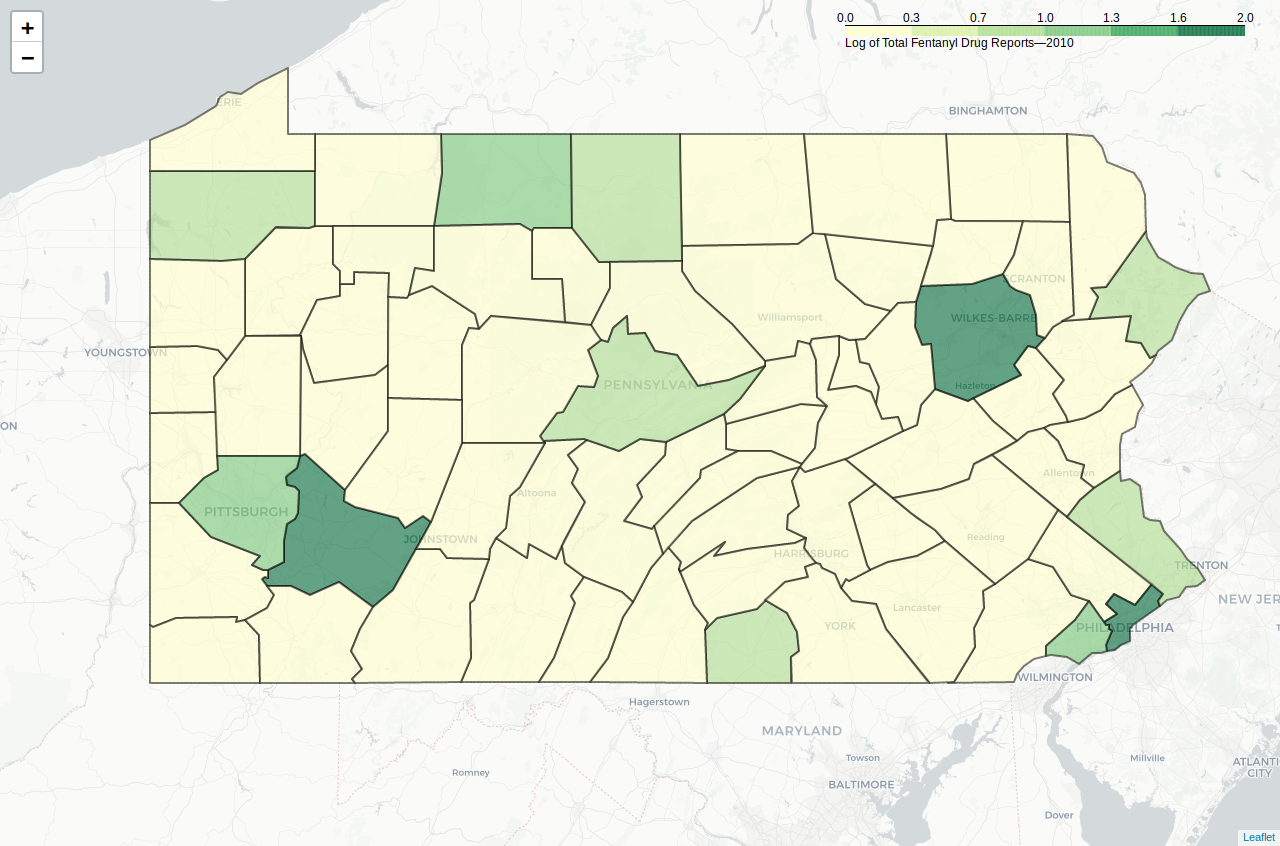 +
−
0.0 0.3 0.7 1.0 1.3 1.6 2.0
Log of Total Fentanyl Drug Reports—2010
ERIE
BINGHAMTON
SCRANTON
Williamsport
WILKES-BARRE
YOUNGSTOWN
PENNSYLVANIA
Hazleton
ON
Allentown
Altoona
PITTSBURGH
JOHNSTOWN
Reading
HARRISBURG
TRENTON
NEW JER
Lancaster
YORK
PHILADELPHIA
WILMINGTON
Hagerstown
MARYLAND
Towson
Millville
ATLANTI
CITY
Romney
BALTIMORE
Dover
Leaflet